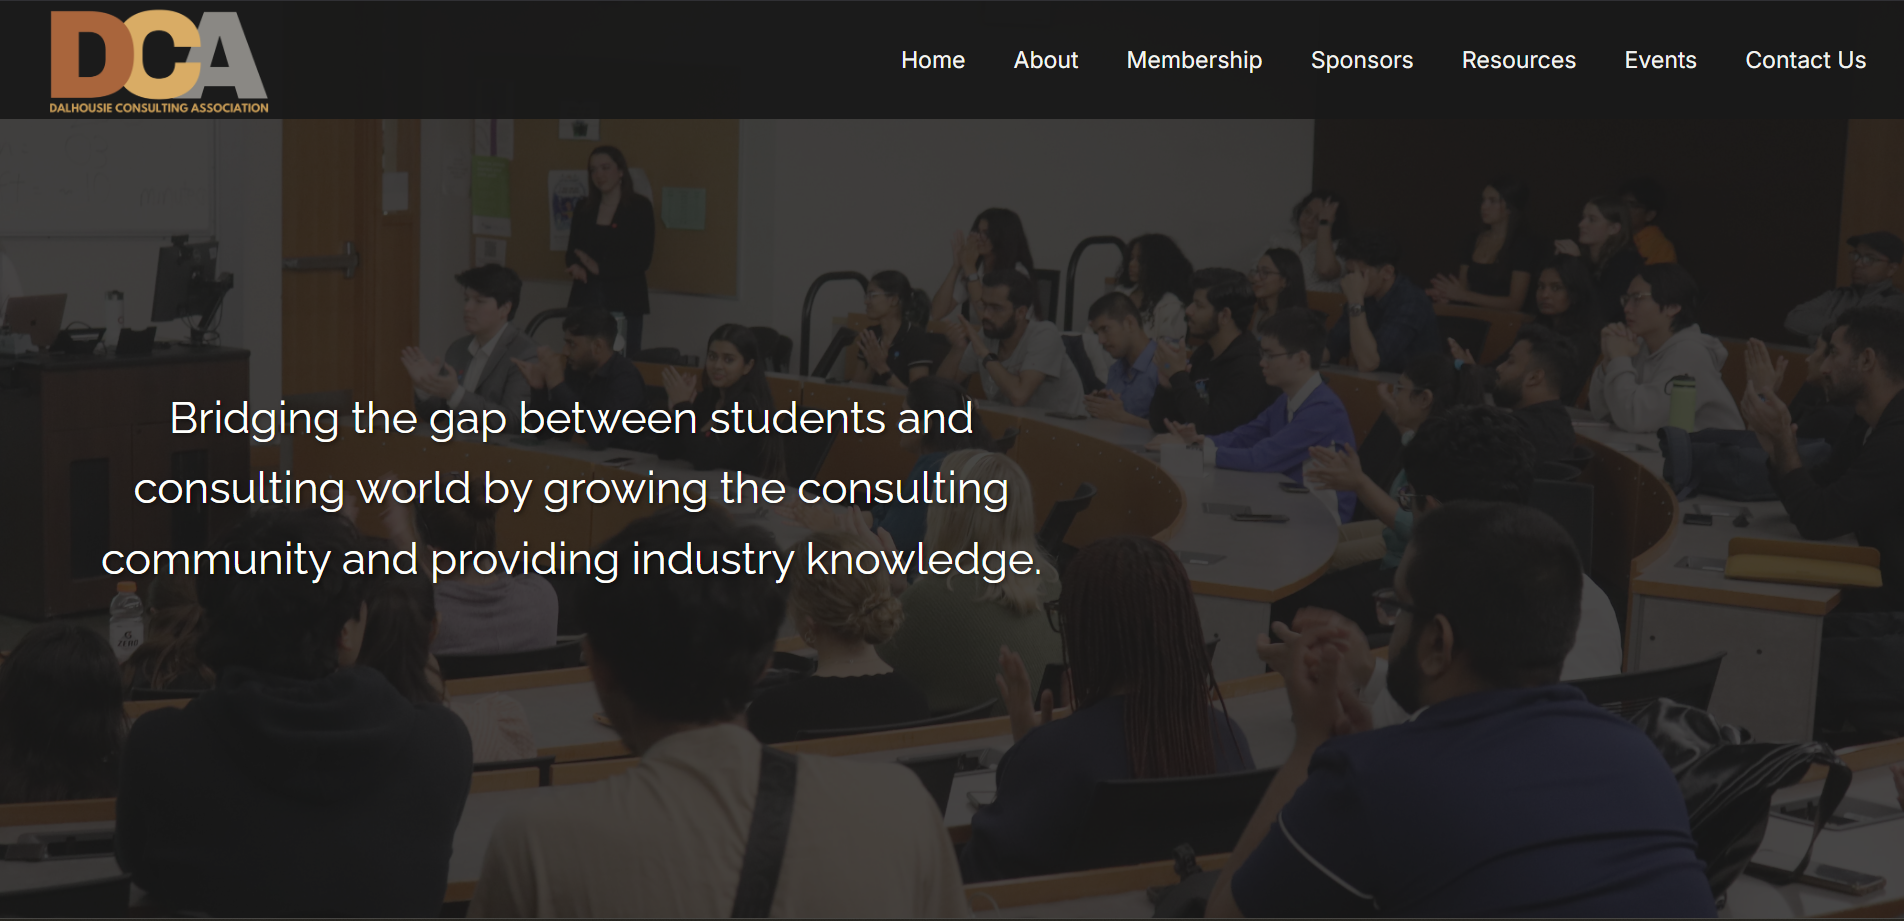 DCA
DALHOUSIE CONSULTING ASSOCIATION
Home About Membership Sponsors Resources Events Contact Us
Bridging the gap between students and
consulting world by growing the consulting
community and providing industry knowledge.
G
ZERO